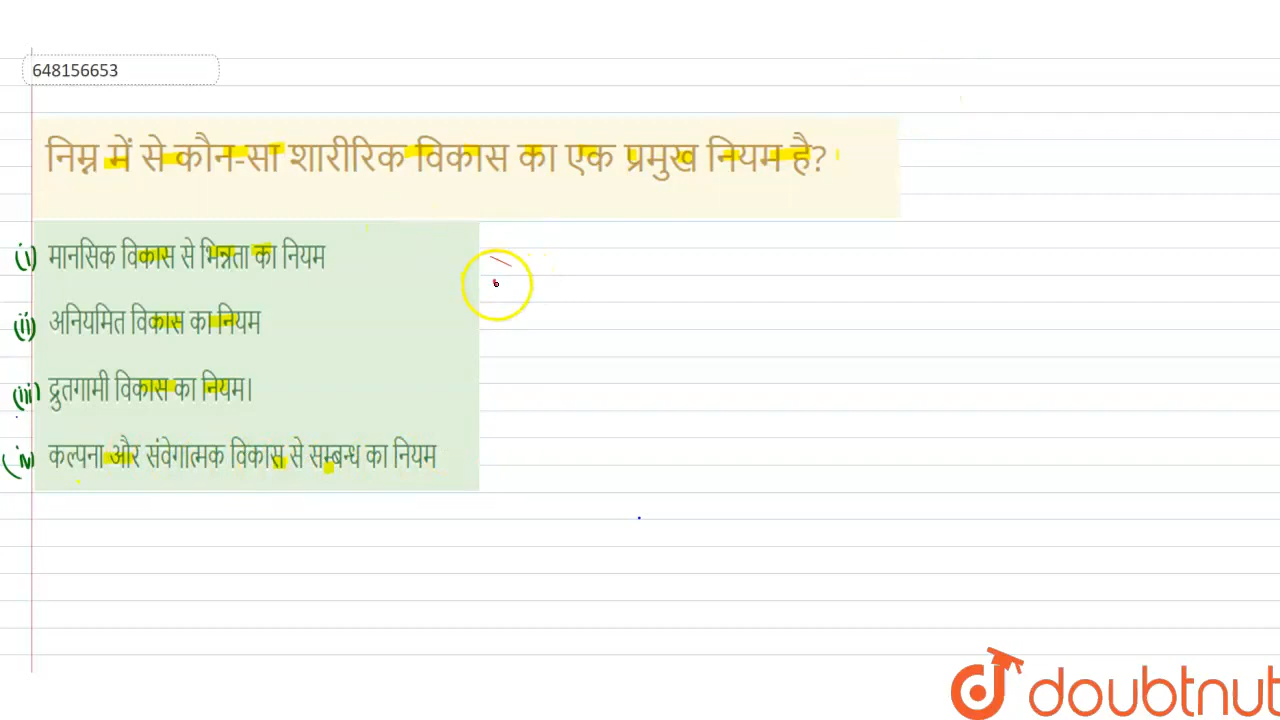 648156653
निम्न में से कौन-सा शारीरिक विकास का एक प्रमुख नियम है?
(i) मानसिक विकास से भिन्नता का नियम
(ii) अनियमित विकास का नियम
(iii) द्रुतगामी विकास का नियम।
(iv) कल्पना और संवेगात्मक विकास से सम्बन्ध का नियम
doubtnut